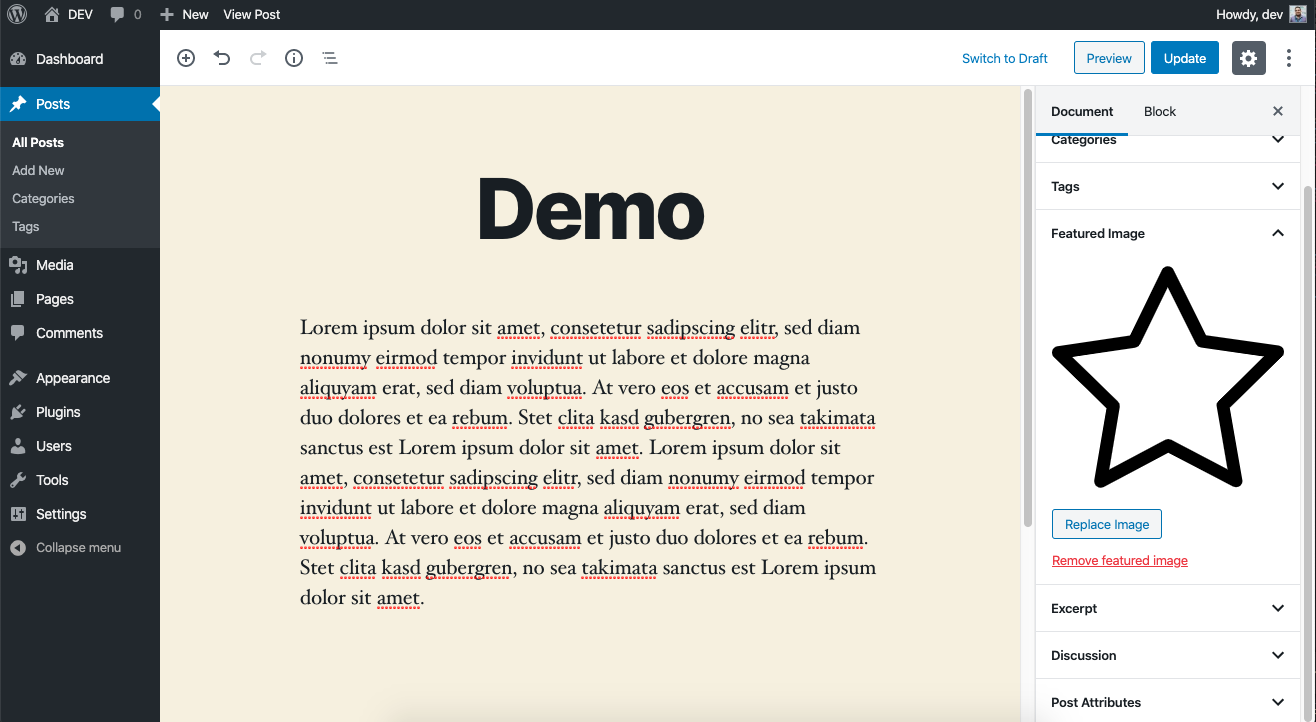 DEV
0
New
View Post
Howdy, dev
Dashboard
Posts
All Posts
Add New
Categories
Tags
Media
Pages
Comments
Appearance
Plugins
Users
Tools
Settings
Collapse menu
Switch to Draft
Preview
Update
Demo
Lorem ipsum dolor sit amet, consetetur sadipscing elitr, sed diam
nonumy eirmod tempor invidunt ut labore et dolore magna
aliquyam erat, sed diam voluptua. At vero eos et accusam et justo
duo dolores et ea rebum. Stet clita kasd gubergren, no sea takimata
sanctus est Lorem ipsum dolor sit amet. Lorem ipsum dolor sit
amet, consetetur sadipscing elitr, sed diam nonumy eirmod tempor
invidunt ut labore et dolore magna aliquyam erat, sed diam
voluptua. At vero eos et accusam et justo duo dolores et ea rebum.
Stet clita kasd gubergren, no sea takimata sanctus est Lorem ipsum
dolor sit amet.
Document
Block
Categories
Tags
Featured Image
Replace Image
Remove featured image
Excerpt
Discussion
Post Attributes